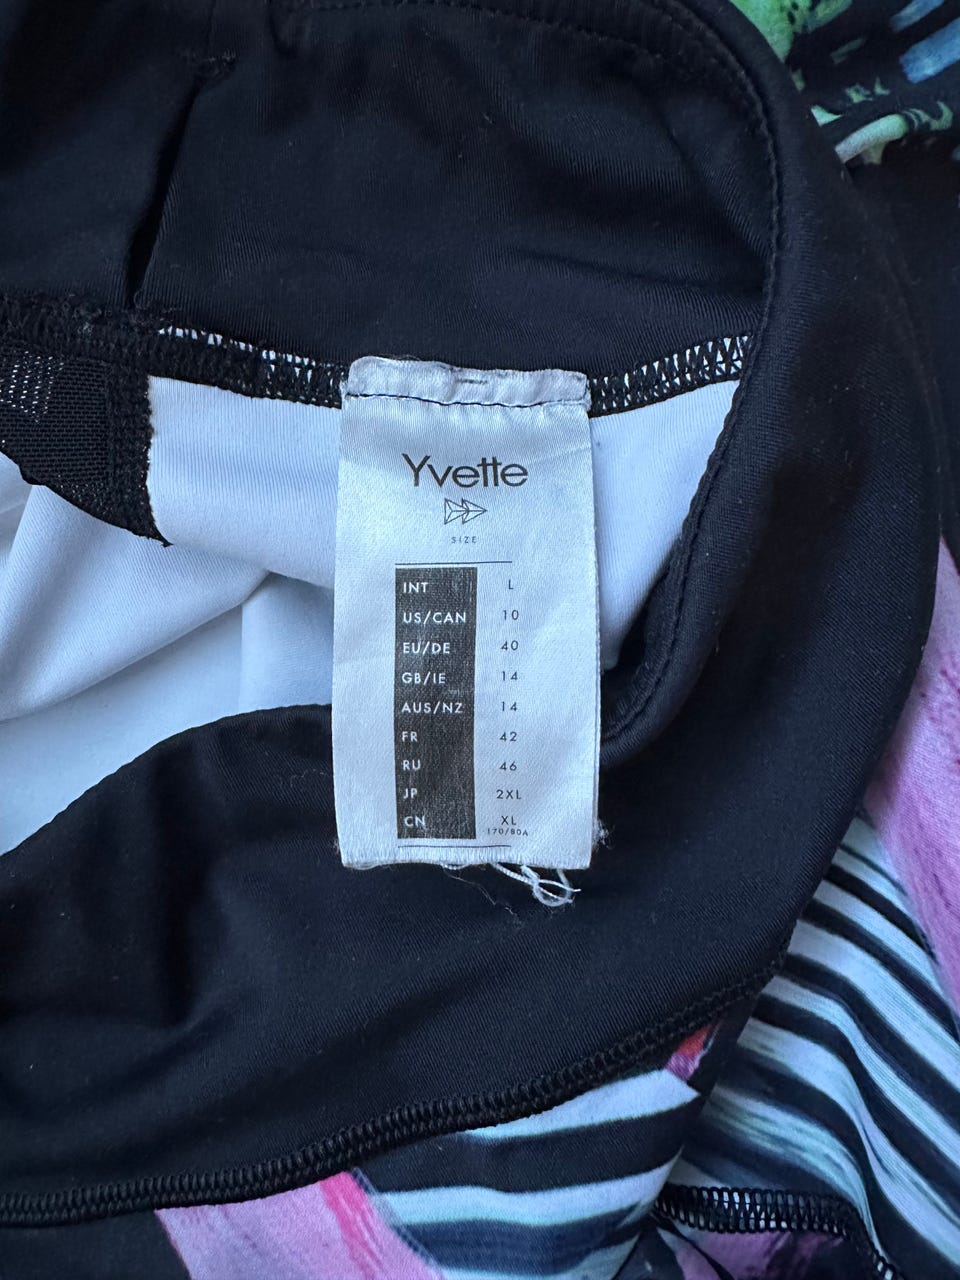 Yvette
SIZE
INT L
US/CAN 10
EU/DE 40
GB/IE 14
AUS/NZ 14
FR 42
RU 46
JP 2XL
CN XL
170/80A